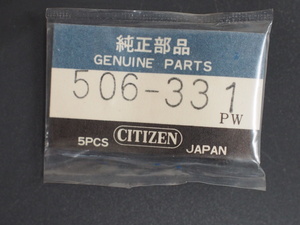 純正部品
GENUINE PARTS
506-331
PW
5PCS CITIZEN JAPAN